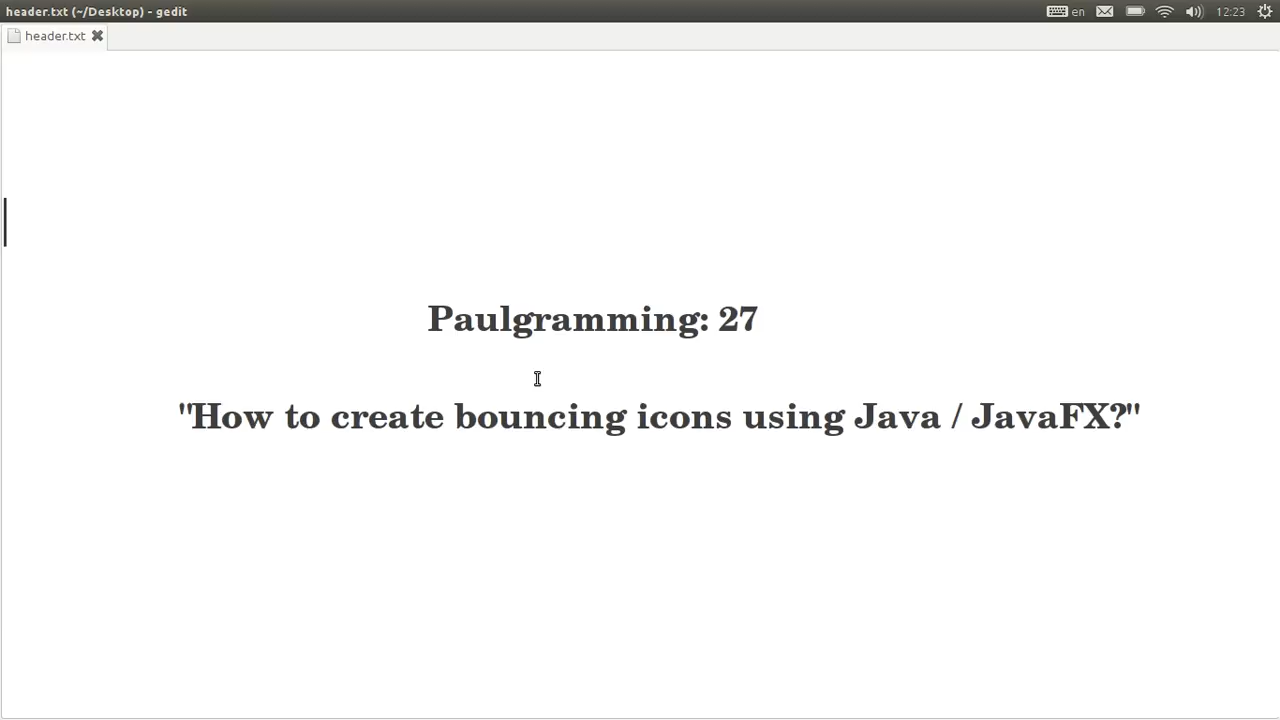 header.txt (~/Desktop) - gedit
en
12:23
header.txt
Paulgramming: 27
"How to create bouncing icons using Java / JavaFX?"